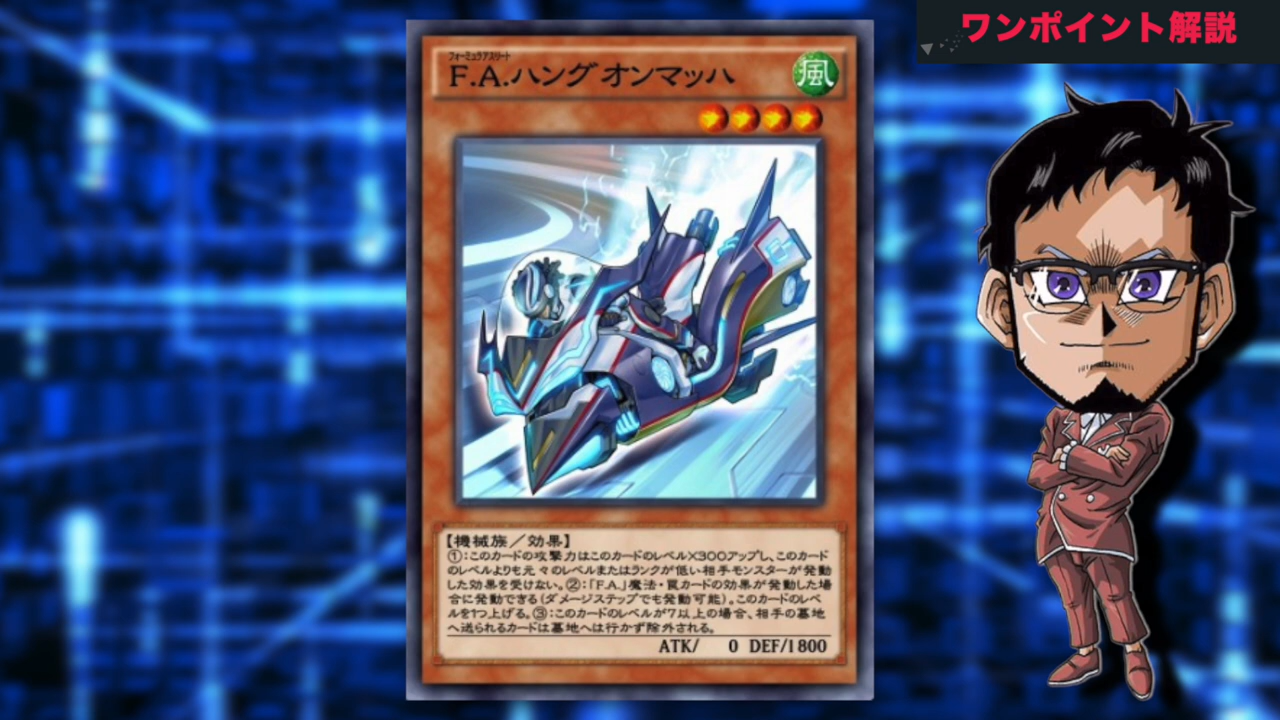 ワンポイント解説
フォーミュラアスリート
F.A.ハングオンマッハ
風
【機械族/効果】
①:このカードの攻撃力はこのカードのレベル×300アップし、このカード
のレベルよりも元々のレベルまたはランクが低い相手モンスターが発動
した効果を受けない。②:「F.A.」魔法・罠カードの効果が発動した場
合に発動できる(ダメージステップでも発動可能)。このカードのレベ
ルを1つ上げる。③:このカードのレベルが7以上の場合、相手の墓地
へ送られるカードは墓地へは行かず除外される。
ATK/ 0 DEF/1800